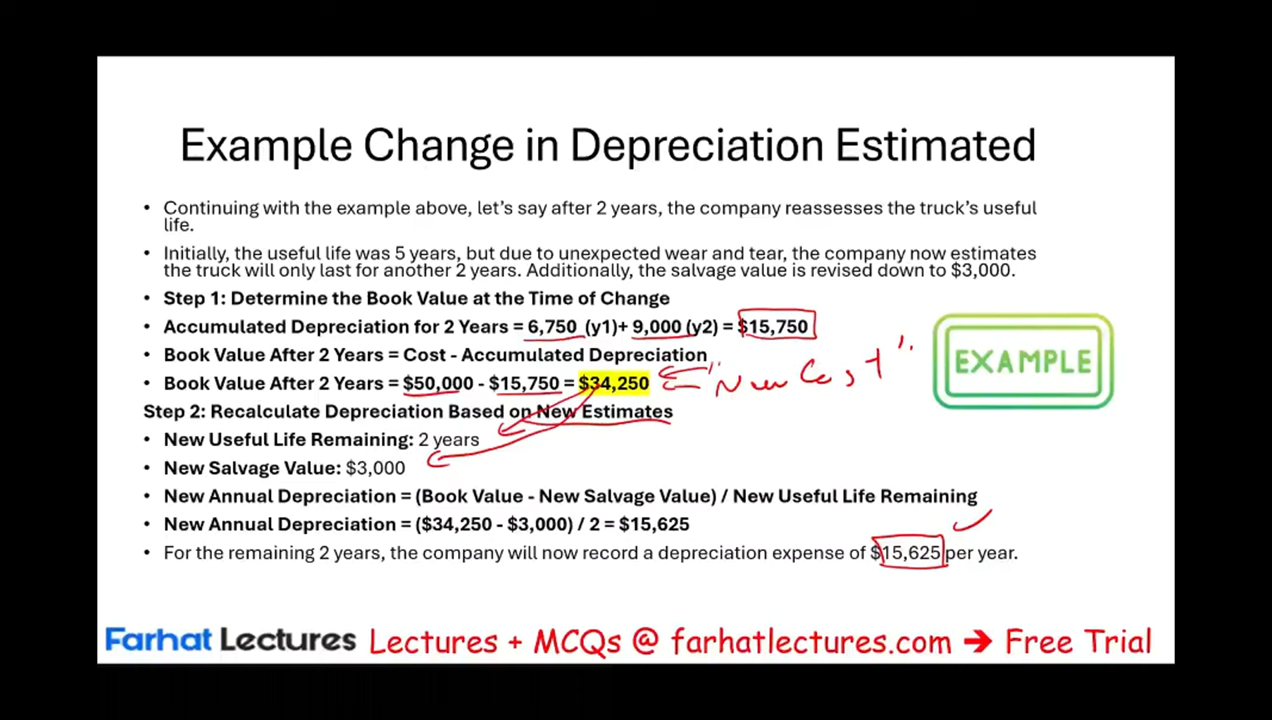 Example Change in Depreciation Estimated
• Continuing with the example above, let's say after 2 years, the company reassesses the truck's useful
life.
• Initially, the useful life was 5 years, but due to unexpected wear and tear, the company now estimates
the truck will only last for another 2 years. Additionally, the salvage value is revised down to $3,000.
• Step 1: Determine the Book Value at the Time of Change
• Accumulated Depreciation for 2 Years = 6,750 (y1)+ 9,000 (y2) = $15,750
• Book Value After 2 Years = Cost - Accumulated Depreciation
• Book Value After 2 Years = $50,000 - $15,750 = $34,250
"New Cost"
EXAMPLE
Step 2: Recalculate Depreciation Based on New Estimates
• New Useful Life Remaining: 2 years
• New Salvage Value: $3,000
• New Annual Depreciation = (Book Value - New Salvage Value) / New Useful Life Remaining
• New Annual Depreciation = ($34,250 - $3,000) / 2 = $15,625
• For the remaining 2 years, the company will now record a depreciation expense of $15,625 per year.
Farhat Lectures Lectures + MCQs @ farhatlectures.com → Free Trial